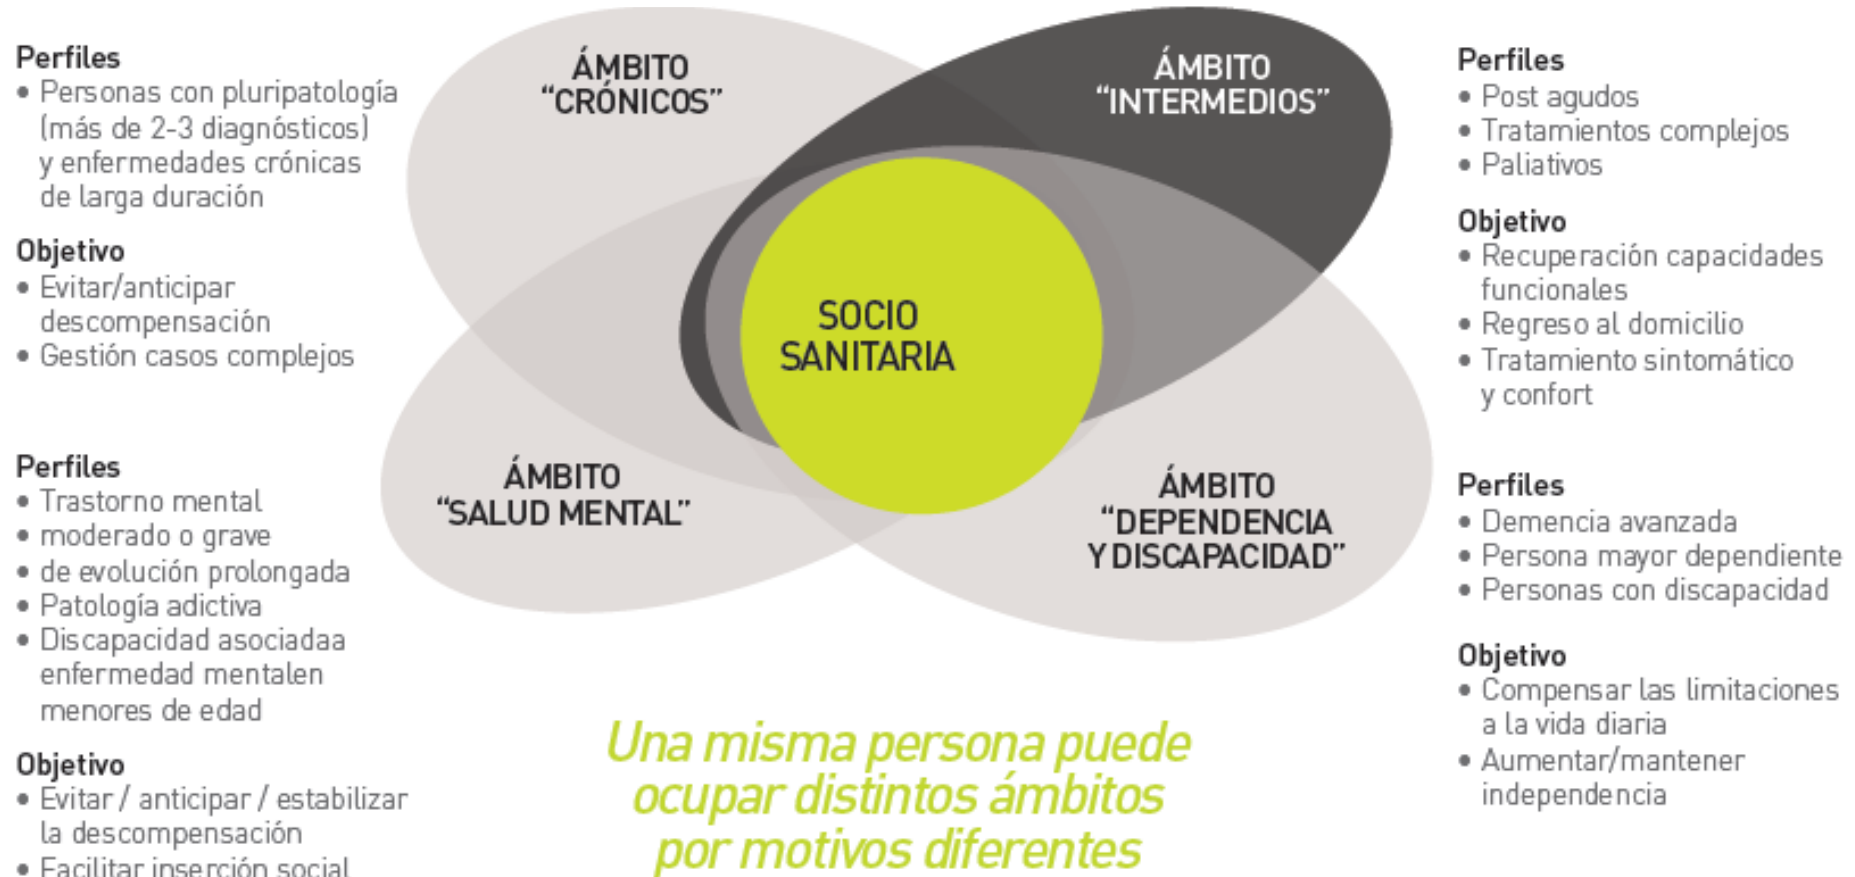 Perfiles
• Personas con pluripatología
(más de 2-3 diagnósticos)
y enfermedades crónicas
de larga duración
Objetivo
• Evitar/anticipar
descompensación
• Gestión casos complejos
Perfiles
• Trastorno mental
• moderado o grave
• de evolución prolongada
• Patología adictiva
• Discapacidad asociadaa
enfermedad mentalen
menores de edad
Objetivo
• Evitar / anticipar / estabilizar
la descompensación
• Facilitar inserción social
ÁMBITO
“CRÓNICOS”
ÁMBITO
“INTERMEDIOS”
SOCIO
SANITARIA
ÁMBITO
“SALUD MENTAL”
ÁMBITO
“DEPENDENCIA
Y DISCAPACIDAD”
Una misma persona puede
ocupar distintos ámbitos
por motivos diferentes
Perfiles
• Post agudos
• Tratamientos complejos
• Paliativos
Objetivo
• Recuperación capacidades
funcionales
• Regreso al domicilio
• Tratamiento sintomático
y confort
Perfiles
• Demencia avanzada
• Persona mayor dependiente
• Personas con discapacidad
Objetivo
• Compensar las limitaciones
a la vida diaria
• Aumentar/mantener
independencia